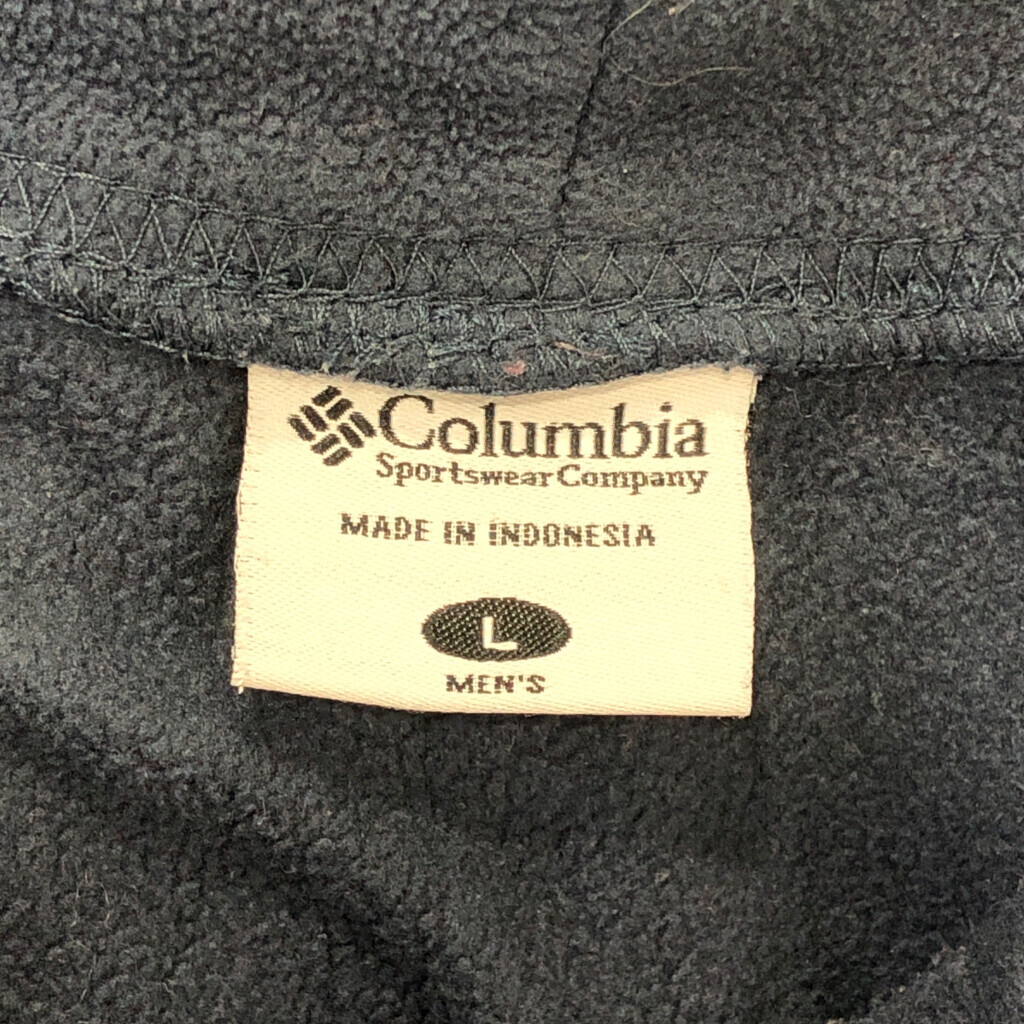 Columbia
Sportswear Company
MADE IN INDONESIA
L
MEN'S